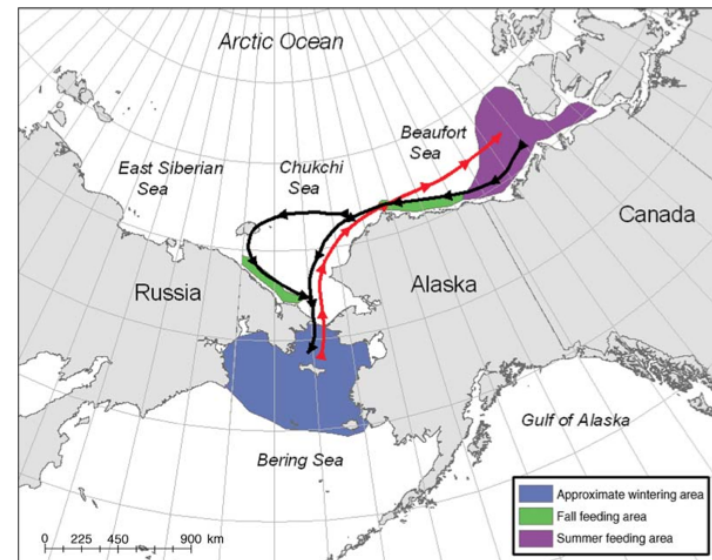 Arctic Ocean
Beaufort
Sea
East Siberian
Sea
Chukchi
Sea
Canada
Russia
Alaska
Gulf of Alaska
Bering Sea
Approximate wintering area
Fall feeding area
Summer feeding area
0 225 450 900 km